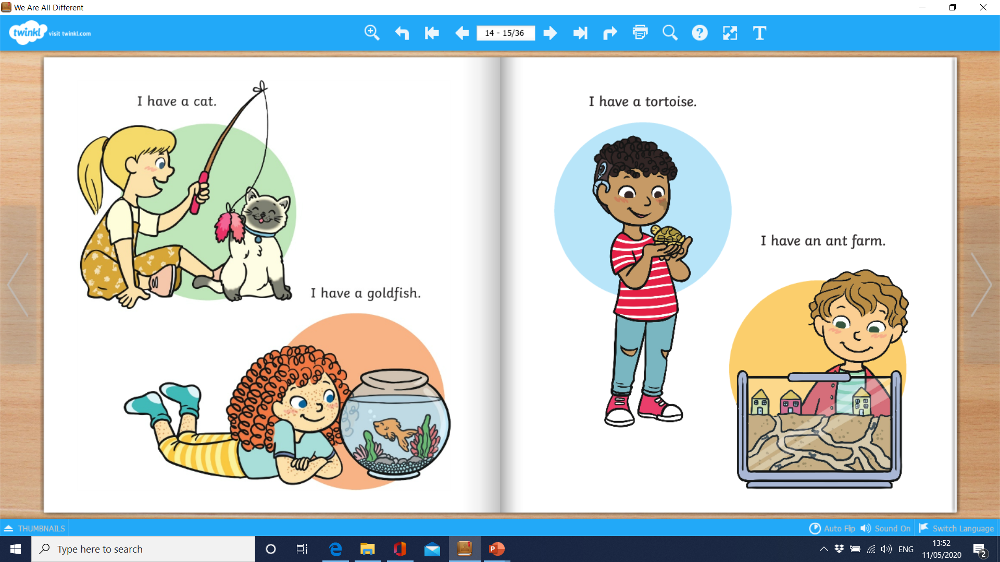 We Are All Different
twinkl visit twinkl.com
14 - 15/36
I have a cat.
I have a goldfish.
I have a tortoise.
I have an ant farm.
THUMBNAILS
Auto Flip Sound On Switch Language
Type here to search
ENG
13:52
11/05/2020
2